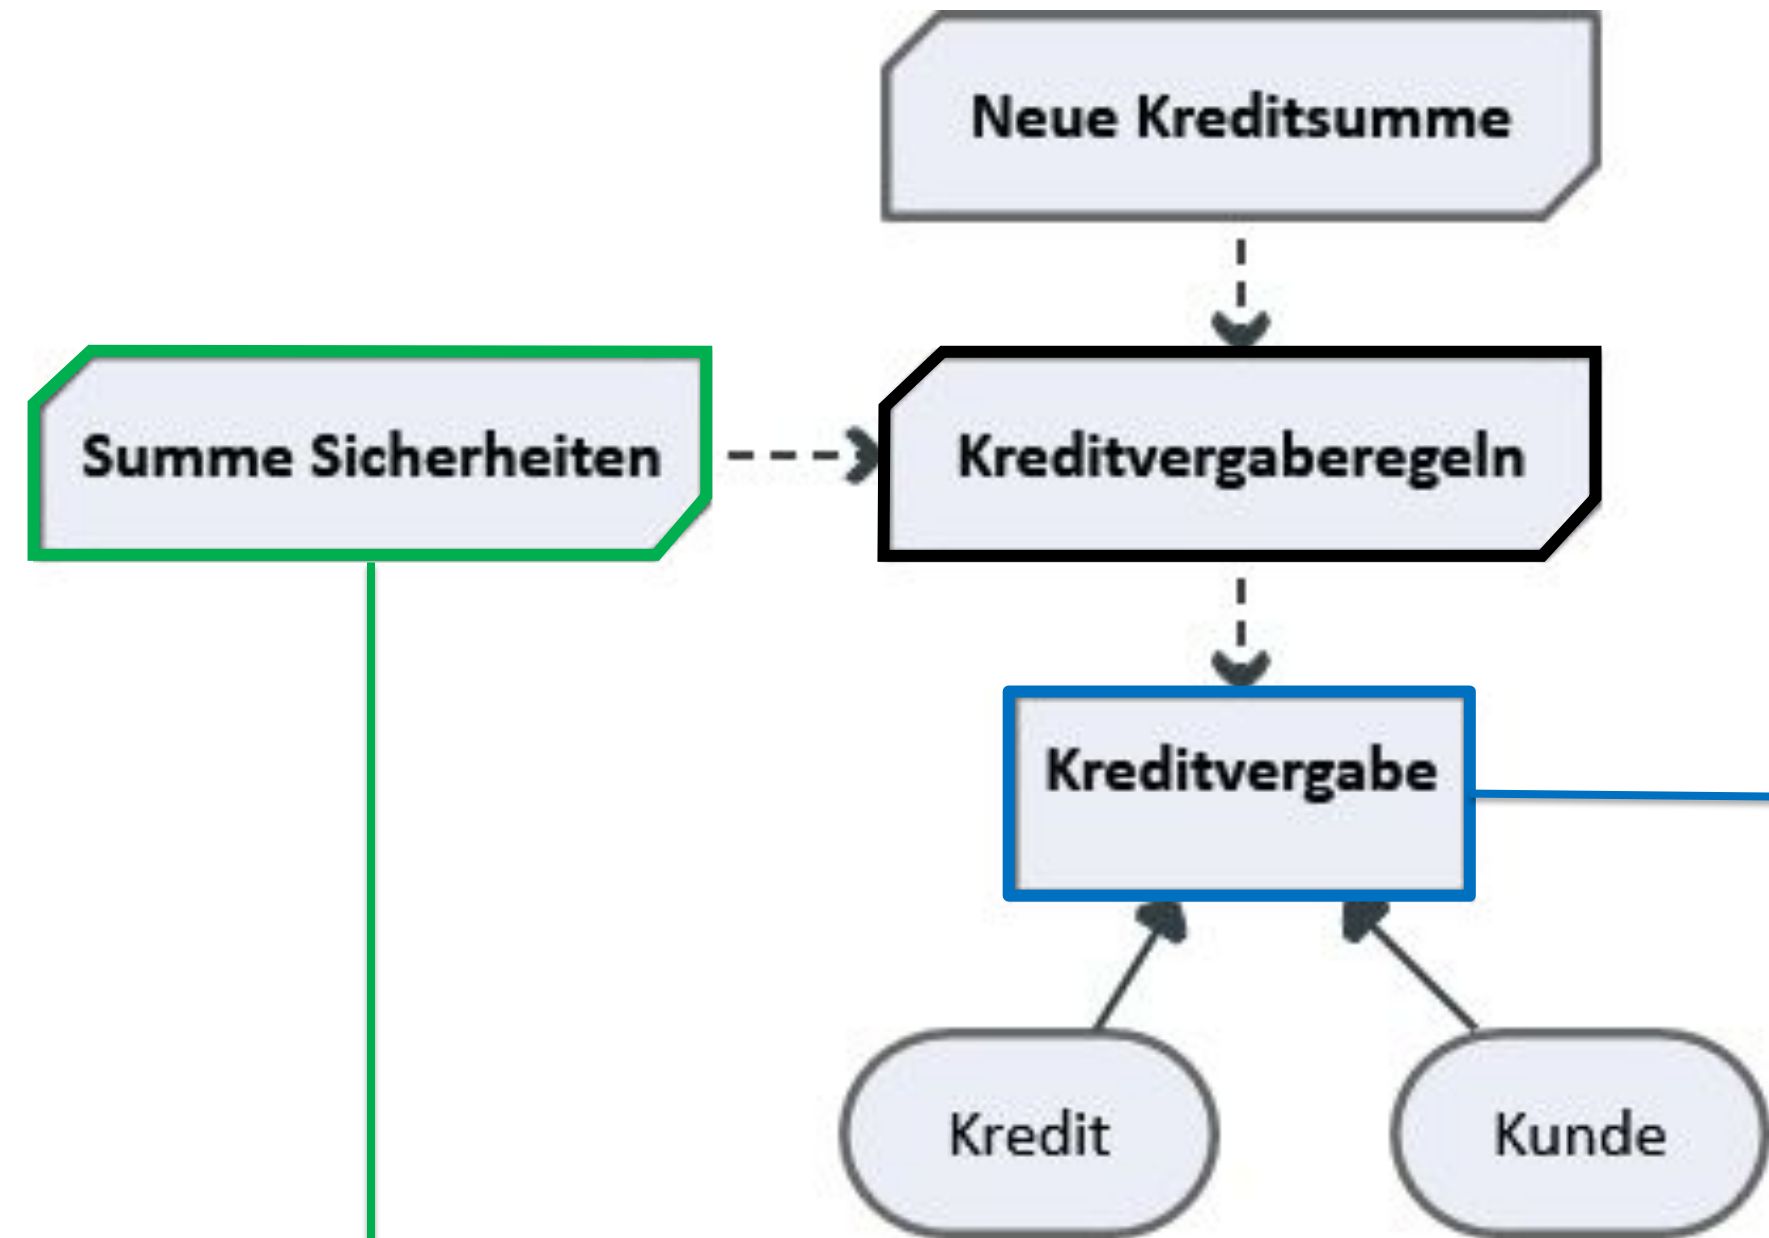 Neue Kreditsumme
Summe Sicherheiten
Kreditvergaberegeln
Kreditvergabe
Kredit
Kunde